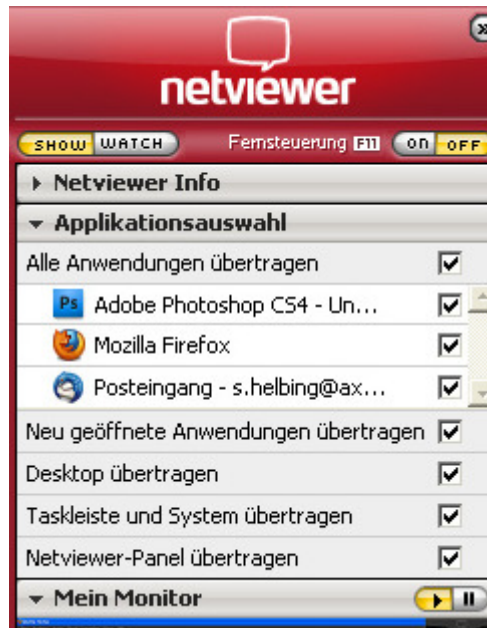 netviewer
SHOW WATCH Fernsteuerung F11 ON OFF
Netviewer Info
Applikationsauswahl
Alle Anwendungen übertragen
Ps Adobe Photoshop CS4 - Un...
Mozilla Firefox
Posteingang - s.helbing@ax...
Neu geöffnete Anwendungen übertragen
Desktop übertragen
Taskleiste und System übertragen
Netviewer-Panel übertragen
Mein Monitor